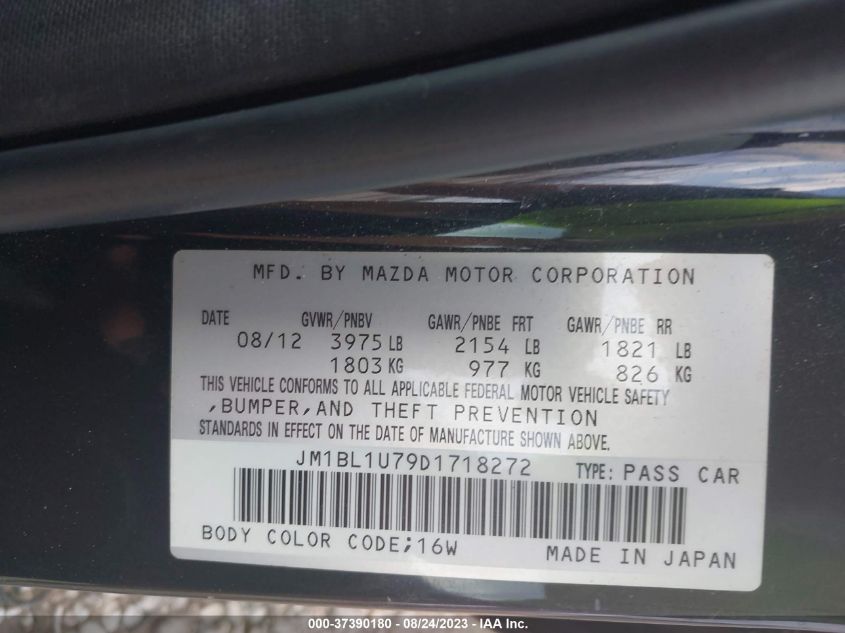 MFD. BY MAZDA MOTOR CORPORATION
DATE GVWR/PNBV GAWR/PNBE FRT GAWR/PNBE RR
08/12 3975 LB 2154 LB 1821 LB
1803 KG 977 KG 826 KG
THIS VEHICLE CONFORMS TO ALL APPLICABLE FEDERAL MOTOR VEHICLE SAFETY
,BUMPER,AND THEFT PREVENTION
STANDARDS IN EFFECT ON THE DATE OF MANUFACTURE SHOWN ABOVE.
JM1BL1U79D1718272 TYPE: PASS CAR
BODY COLOR CODE;16W MADE IN JAPAN
000-37390180 - 08/24/2023 - IAAI Inc.